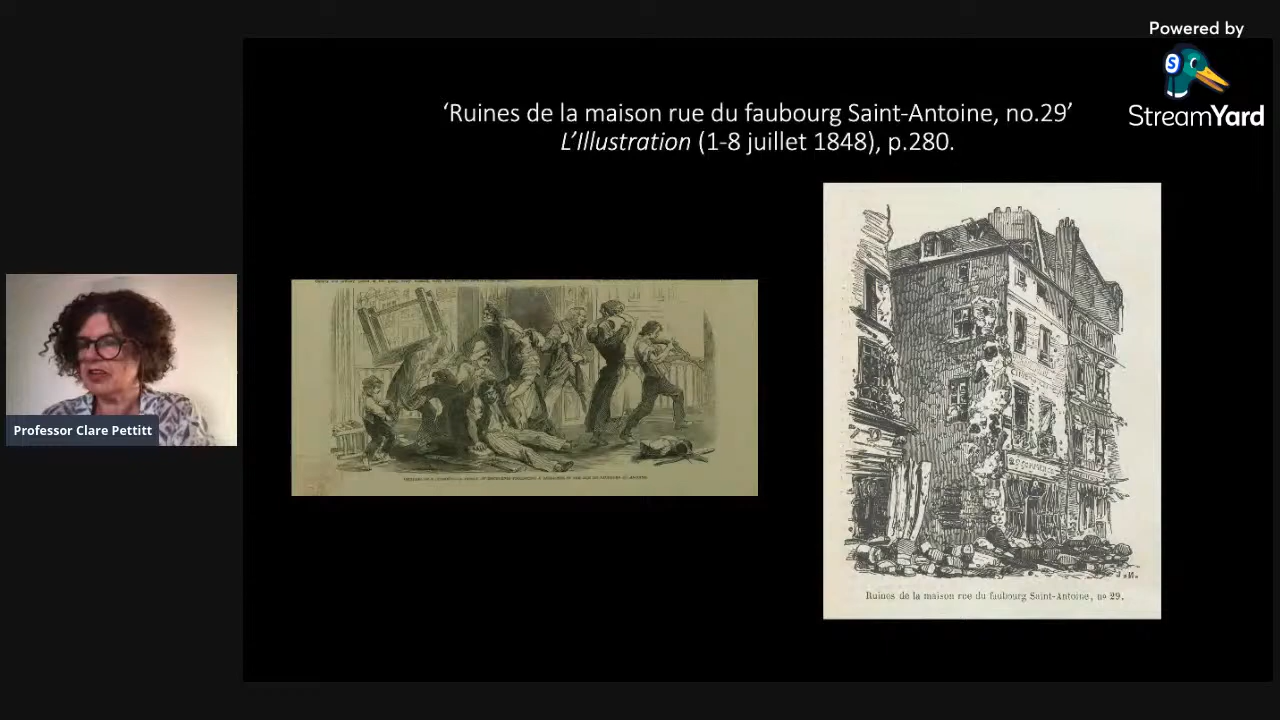 Powered by
StreamYard
‘Ruines de la maison rue du faubourg Saint-Antoine, no.29’
L’Illustration (1-8 juillet 1848), p.280.
Professor Clare Pettitt
Ruines de la maison rue du faubourg Saint-Antoine, no 29.